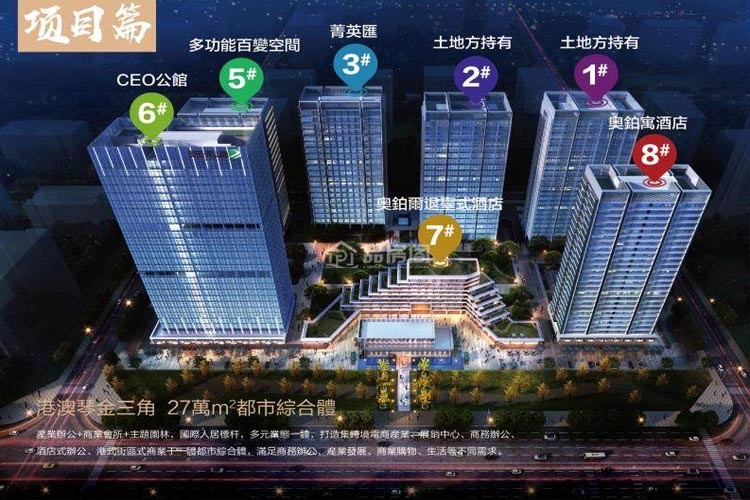 项目篇
菁英匯
多功能百變空間
3#
土地方持有
土地方持有
CEO公館
5#
2#
1#
6#
奧鉑寓酒店
8#
奧鉑爾退臺式酒店
7#
品房阁
港澳琴金三角 27萬m²都市綜合體
產業辦公+商業會所+主題園林，國際人居標杆，多元業態一體，打造集跨境電商產業、展銷中心、商務辦公、
酒店式辦公、港式街區式商業于一體都市綜合體，滿足商務辦公、產業發展、商業購物、生活等不同需求。